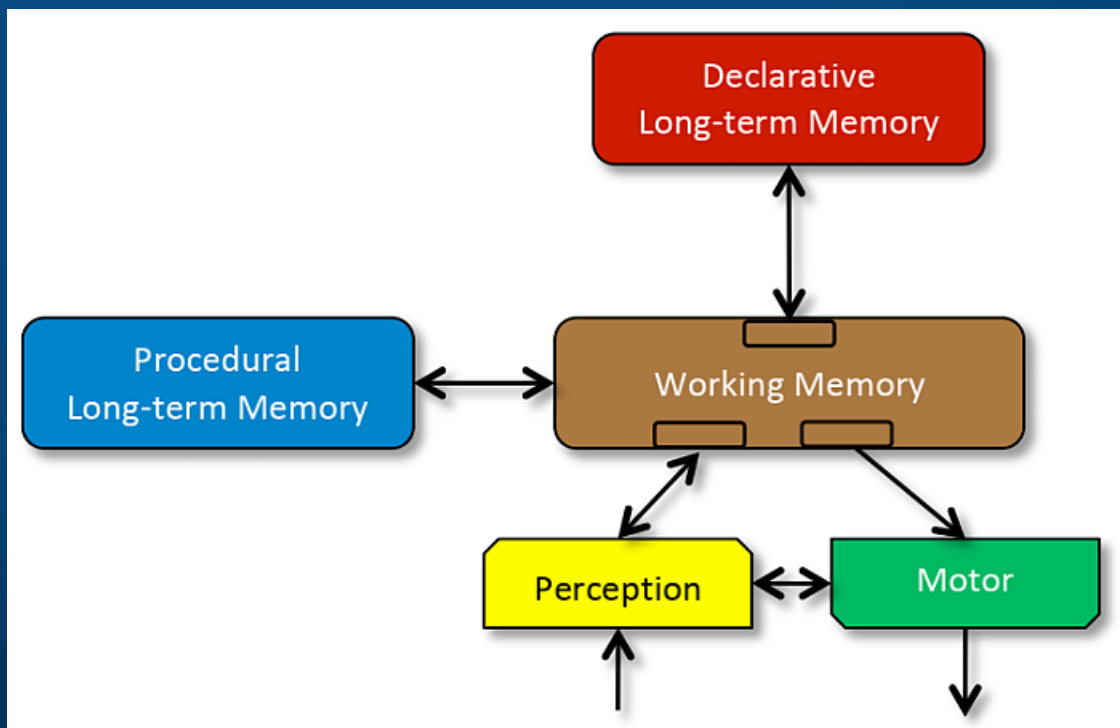 Declarative
Long-term Memory
Procedural
Long-term Memory
Working Memory
Perception
Motor